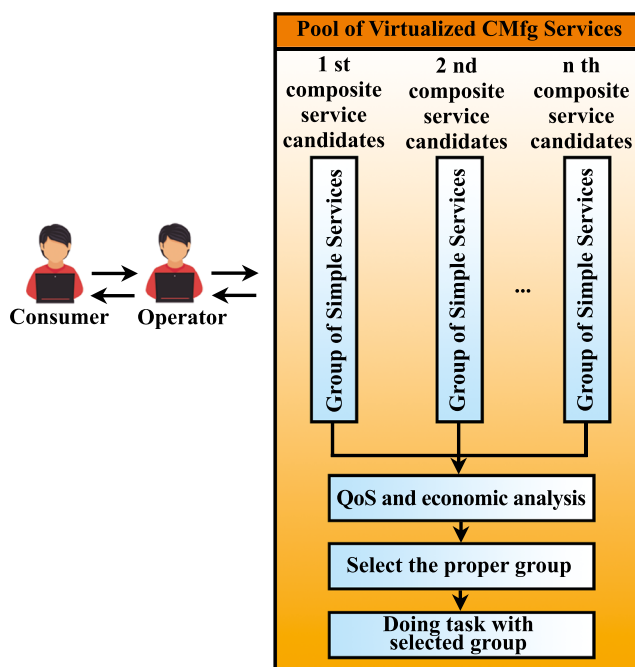 Pool of Virtualized CMfg Services
1 st
composite
service
candidates
2 nd
composite
service
candidates
n th
composite
service
candidates
Group of Simple Services
Group of Simple Services
...
Group of Simple Services
Consumer
Operator
QoS and economic analysis
Select the proper group
Doing task with
selected group